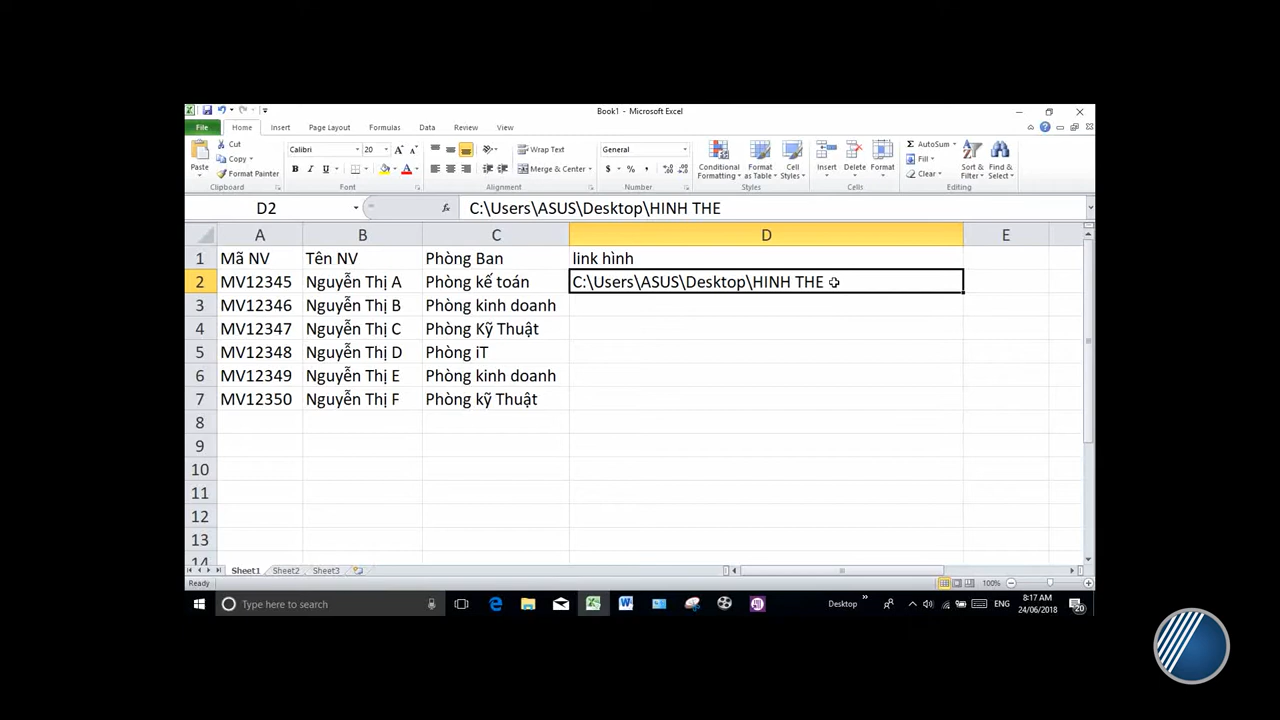 Book1 - Microsoft Excel
File Home Insert Page Layout Formulas Data Review View
Paste
Cut
Copy
Format Painter
Clipboard
Calibri 20
B I U
Font
Wrap Text
Merge & Center
Alignment
General
$ % ,
Number
Conditional Formatting
Format as Table
Cell Styles
Styles
Insert Delete Format
Cells
AutoSum
Fill
Clear
Sort & Filter
Find & Select
Editing
D2 fx C:\Users\ASUS\Desktop\HINH THE
A B C D E
1 Mã NV Tên NV Phòng Ban link hình
2 MV12345 Nguyễn Thị A Phòng kế toán C:\Users\ASUS\Desktop\HINH THE
3 MV12346 Nguyễn Thị B Phòng kinh doanh
4 MV12347 Nguyễn Thị C Phòng Kỹ Thuật
5 MV12348 Nguyễn Thị D Phòng iT
6 MV12349 Nguyễn Thị E Phòng kinh doanh
7 MV12350 Nguyễn Thị F Phòng kỹ Thuật
8
9
10
11
12
13
14
Sheet1 Sheet2 Sheet3
Ready 100%
Type here to search
Desktop
ENG
8:17 AM
24/06/2018
20